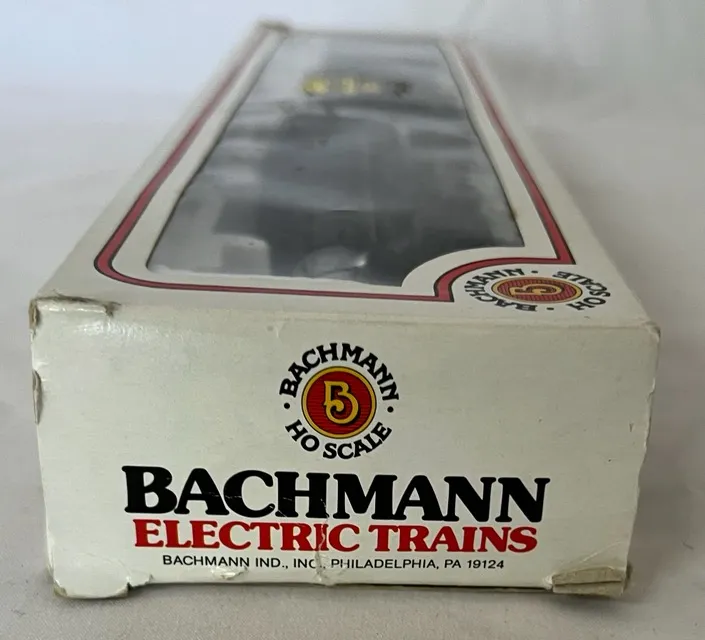 BACHMANN
HO SCALE
B
BACHMANN
HO SCALE
B
BACHMANN
ELECTRIC TRAINS
BACHMANN IND., INC., PHILADELPHIA, PA 19124